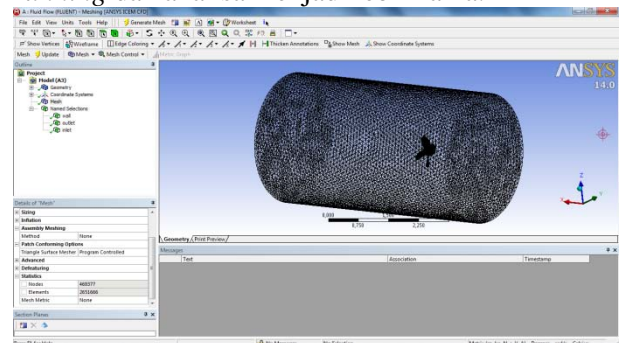 A : Fluid Flow (FLUENT) - Meshing [ANSYS ICEM CFD]
File Edit View Units Tools Help Generate Mesh Worksheet
Show Vertices Wireframe Edge Coloring Thicken Annotations Show Mesh Show Coordinate Systems
Mesh Update Mesh Mesh Control
Outline
Project
Model (A3)
Geometry
Coordinate Systems
Mesh
Named Selections
wall
outlet
inlet
ANSYS
14.0
Z
0,000
0,750
2,250
Details of "Mesh"
Sizing
Inflation
Assembly Meshing
Method None
Patch Conforming Options
Triangle Surface Mesher Program Controlled
Advanced
Defeaturing
Statistics
Nodes 469377
Elements 2651666
Mesh Metric None
Geometry Print Preview
Messages
Text Association Timestamp
Section Planes